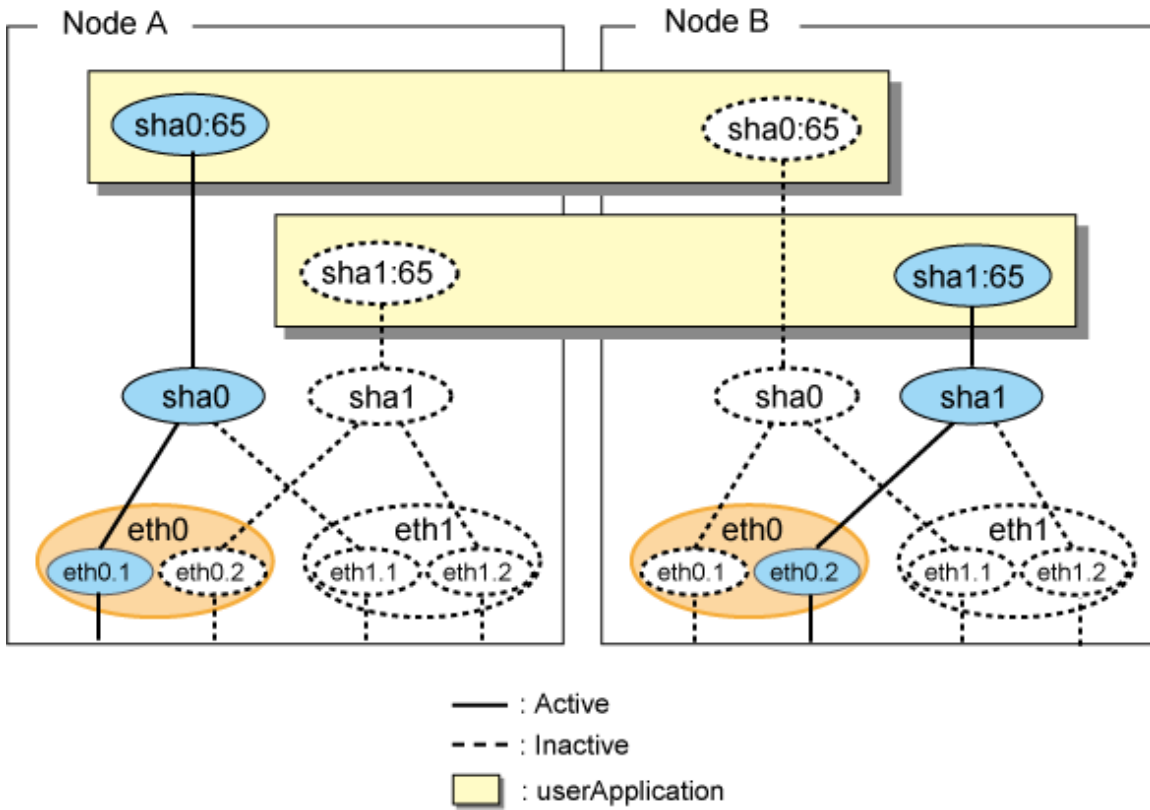 Node A Node B
sha0:65 sha0:65
sha1:65 sha1:65
sha0 sha1 sha0 sha1
eth0 eth1 eth0 eth1
eth0.1 eth0.2 eth1.1 eth1.2 eth0.1 eth0.2 eth1.1 eth1.2
: Active
: Inactive
: userApplication